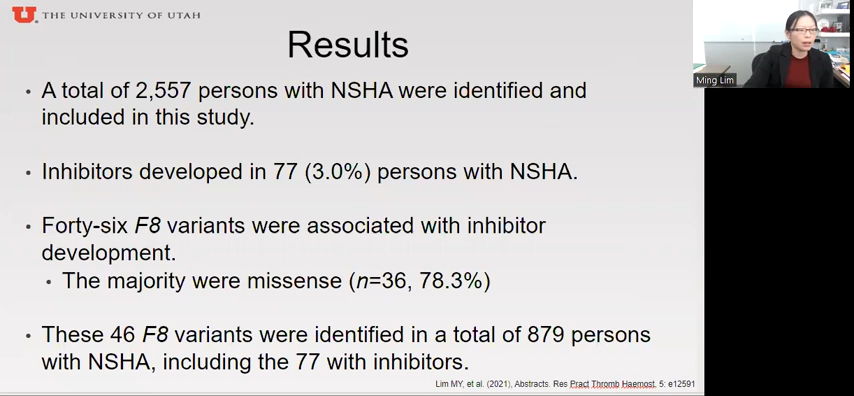 THE UNIVERSITY OF UTAH
Results
• A total of 2,557 persons with NSHA were identified and
included in this study.
• Inhibitors developed in 77 (3.0%) persons with NSHA.
• Forty-six F8 variants were associated with inhibitor
development.
• The majority were missense (n=36, 78.3%)
• These 46 F8 variants were identified in a total of 879 persons
with NSHA, including the 77 with inhibitors.
Lim MY, et al. (2021), Abstracts. Res Pract Thromb Haemost, 5: e12591
Ming Lim